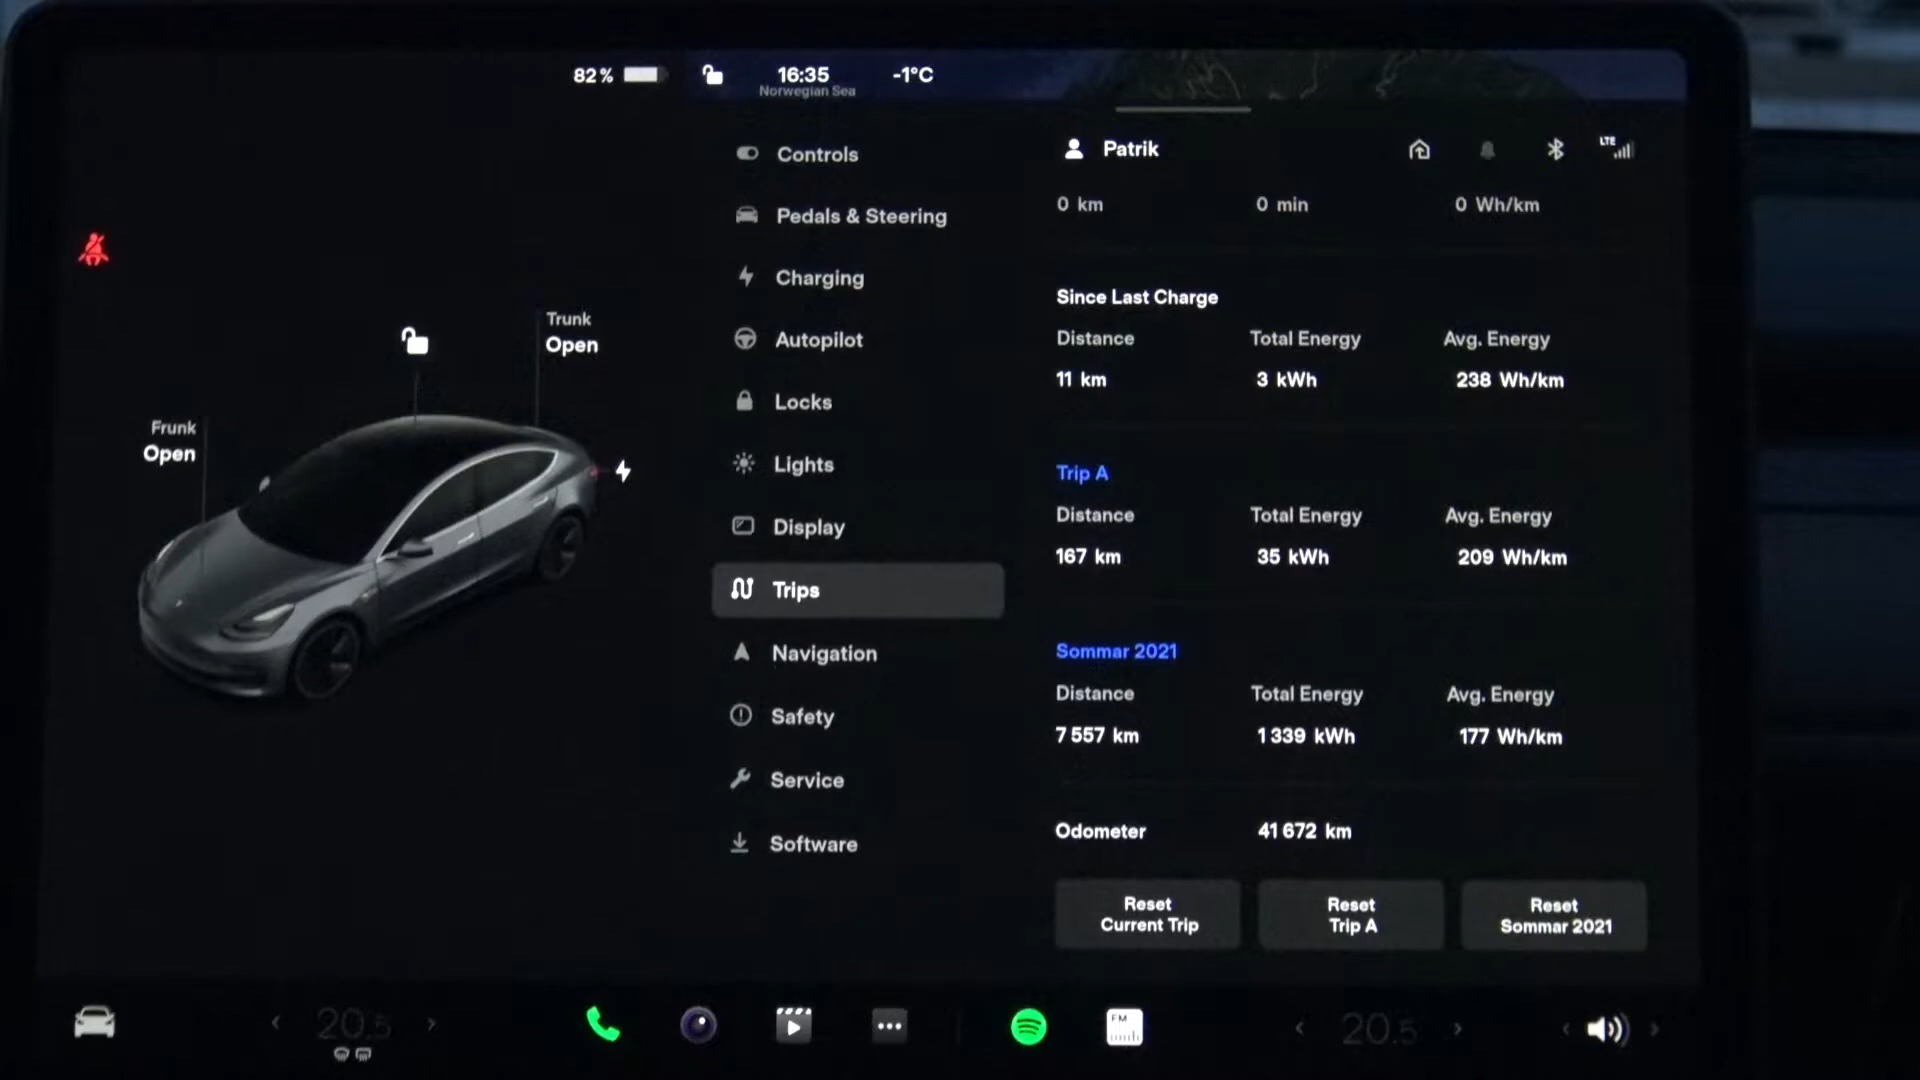 82 %
16:35
-1°C
Norwegian Sea
Trunk
Open
Frunk
Open
Controls
Pedals & Steering
Charging
Autopilot
Locks
Lights
Display
Trips
Navigation
Safety
Service
Software
Patrik
LTE
0 km 0 min 0 Wh/km
Since Last Charge
Distance Total Energy Avg. Energy
11 km 3 kWh 238 Wh/km
Trip A
Distance Total Energy Avg. Energy
167 km 35 kWh 209 Wh/km
Sommar 2021
Distance Total Energy Avg. Energy
7 557 km 1 339 kWh 177 Wh/km
Odometer 41 672 km
Reset
Current Trip
Reset
Trip A
Reset
Sommar 2021
20.5
FM
20.5